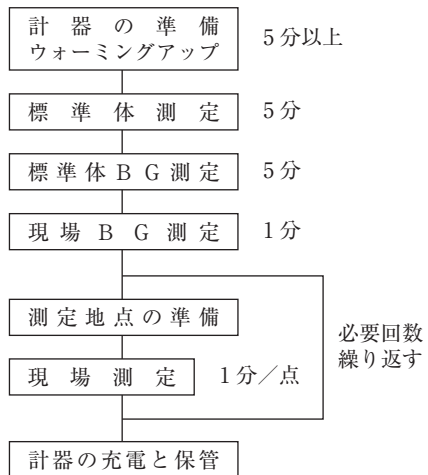 計器の準備
ウォーミングアップ
5分以上
標準体測定
5分
標準体BG測定
5分
現場BG測定
1分
測定地点の準備
現場測定
1分/点
必要回数
繰り返す
計器の充電と保管